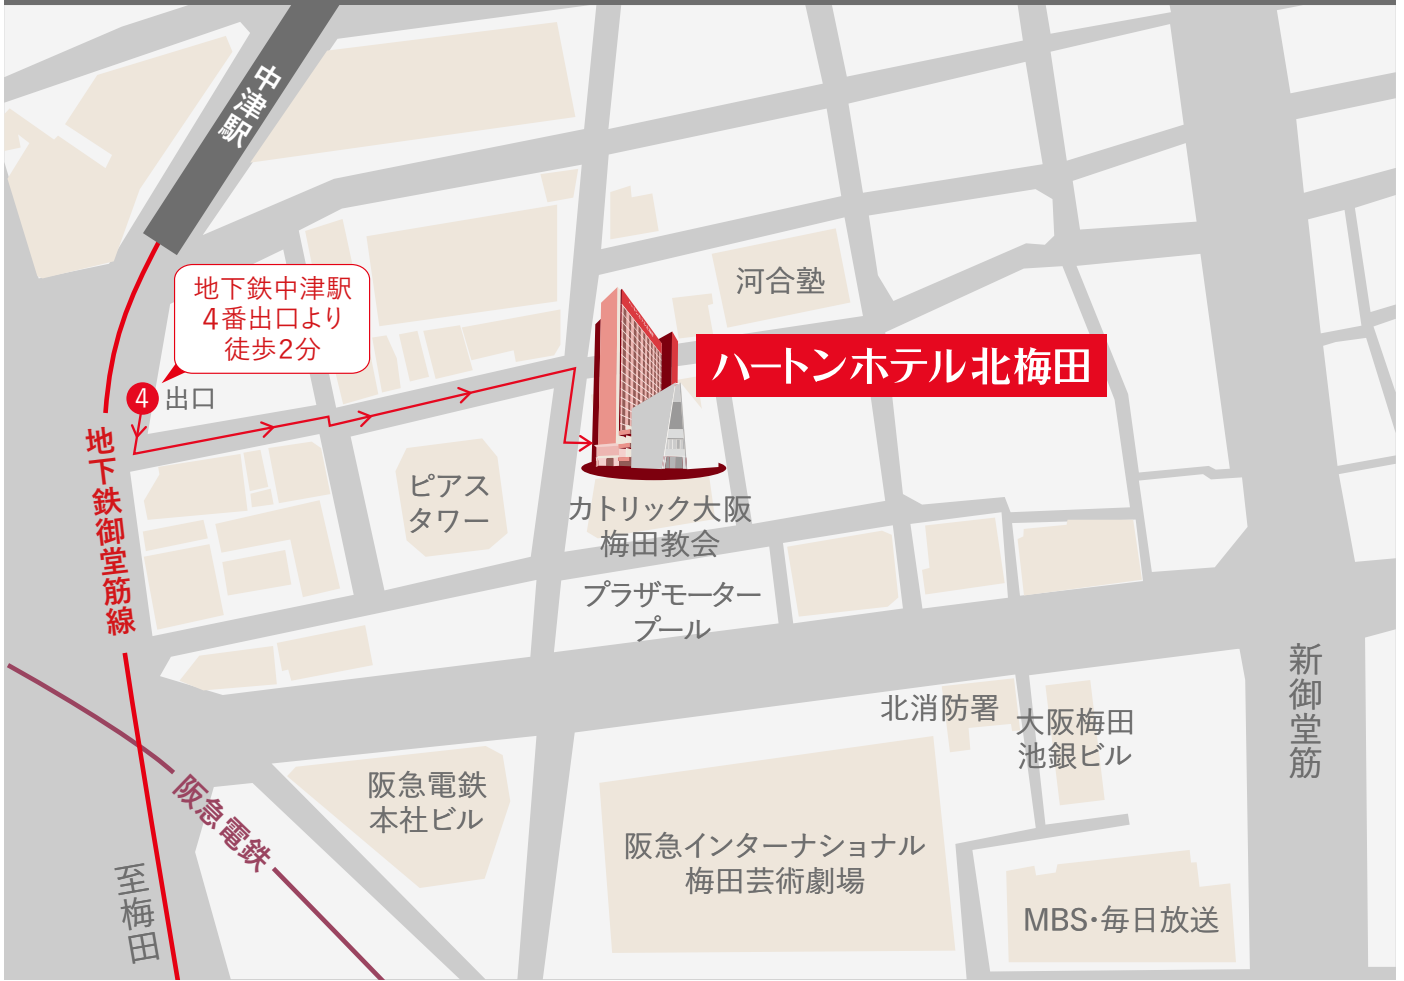 中津駅
地下鉄中津駅
4番出口より
徒歩2分
4
出口
地下鉄御堂筋線
河合塾
ハートンホテル北梅田
ピアス
タワー
カトリック大阪
梅田教会
プラザモーター
プール
北消防署
大阪梅田
池銀ビル
新御堂筋
阪急電鉄
阪急電鉄
本社ビル
阪急インターナショナル
梅田芸術劇場
至梅田
MBS・毎日放送